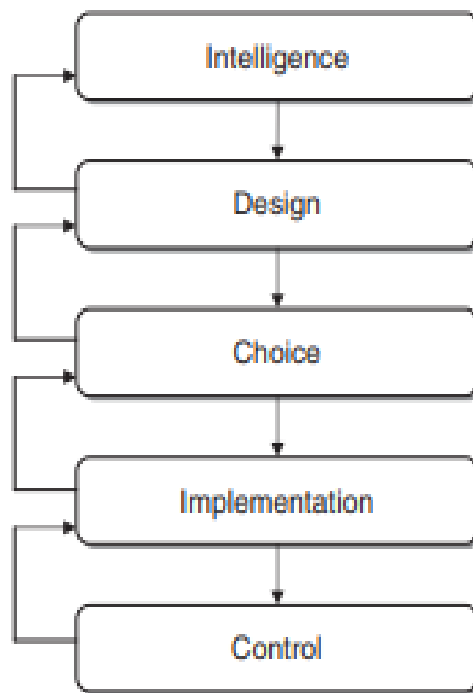 Intelligence
Design
Choice
Implementation
Control